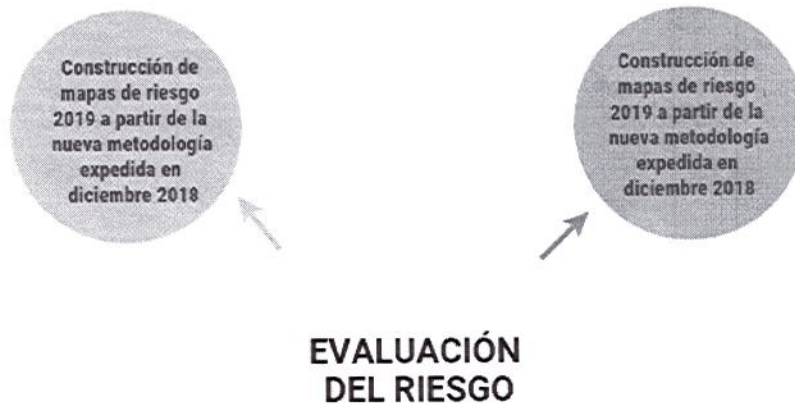 Construcción de
mapas de riesgo
2019 a partir de la
nueva metodología
expedida en
diciembre 2018
Construcción de
mapas de riesgo
2019 a partir de la
nueva metodología
expedida en
diciembre 2018
EVALUACIÓN
DEL RIESGO